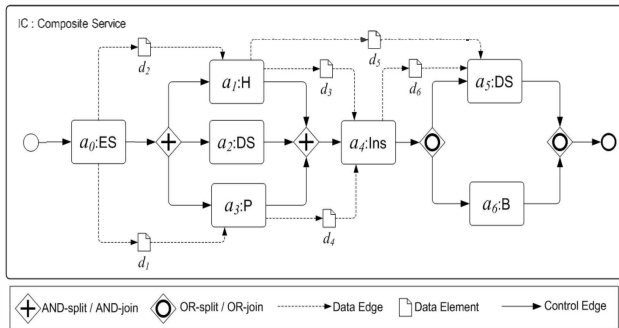 IC : Composite Service
d2
d5
a1:H
d3
d6
a5:DS
a0:ES
a2:DS
a4:Ins
a3:P
a6:B
d4
d1
AND-split / AND-join
OR-split / OR-join
Data Edge
Data Element
Control Edge